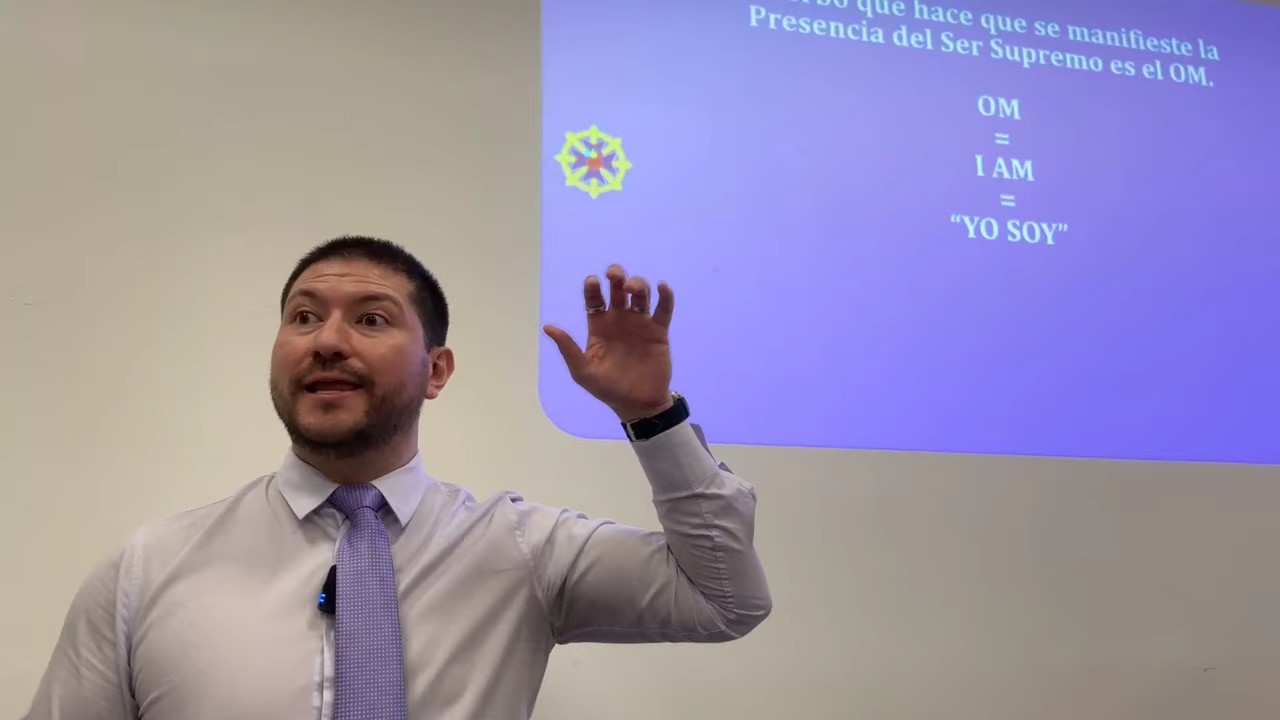 que hace que se manifieste la
Presencia del Ser Supremo es el OM.
OM
=
I AM
=
“YO SOY”